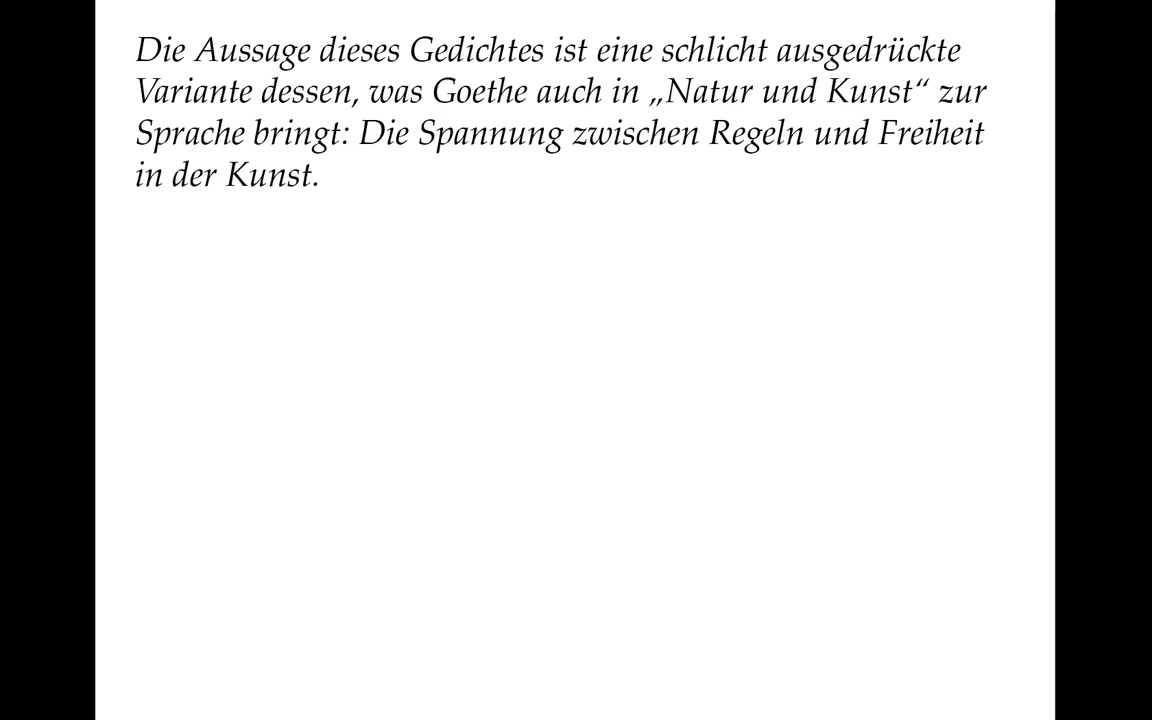 Die Aussage dieses Gedichtes ist eine schlicht ausgedrückte
Variante dessen, was Goethe auch in „Natur und Kunst“ zur
Sprache bringt: Die Spannung zwischen Regeln und Freiheit
in der Kunst.